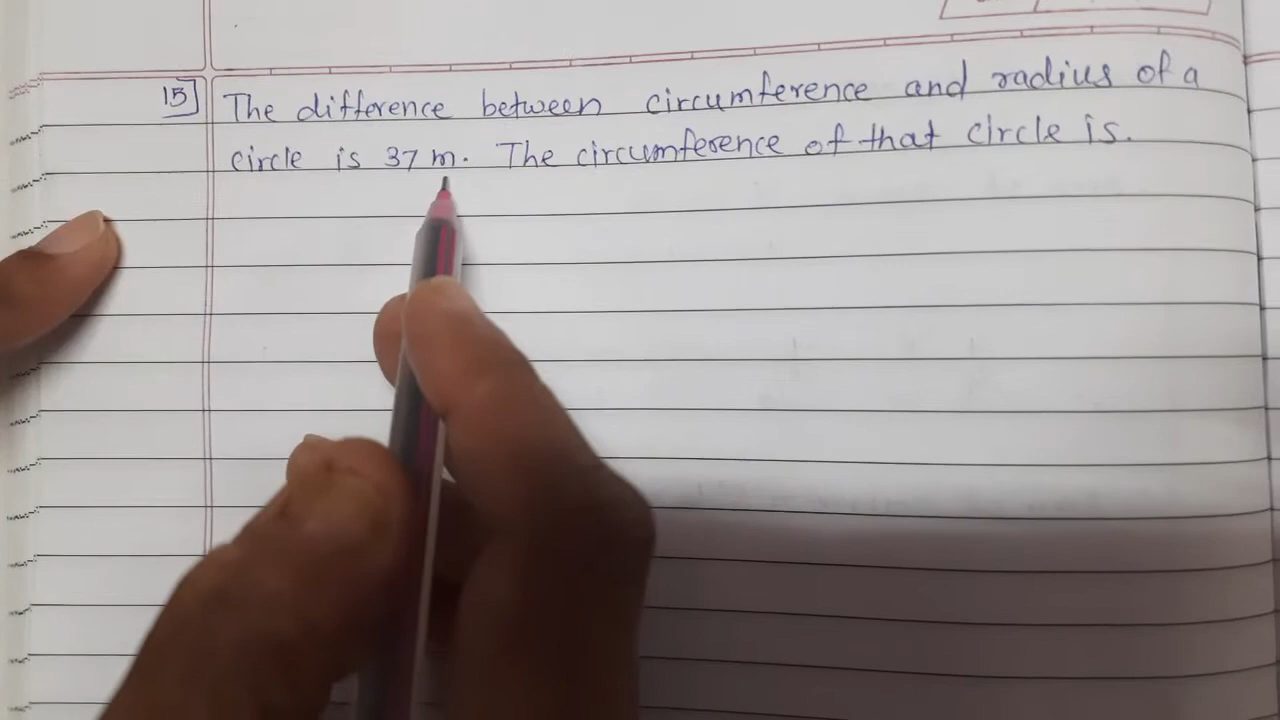 15] The difference between circumference and radius of a
circle is 37 m. The circumference of that circle is.